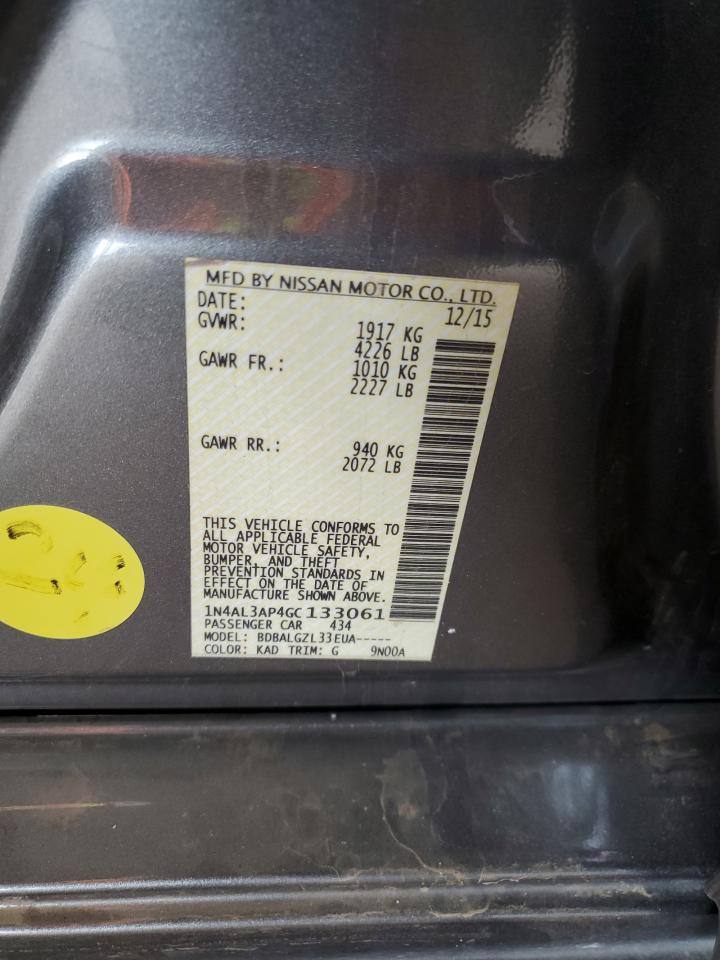 MFD BY NISSAN MOTOR CO., LTD.
DATE: 12/15
GVWR: 1917 KG
4226 LB
GAWR FR.: 1010 KG
2227 LB
GAWR RR.: 940 KG
2072 LB
THIS VEHICLE CONFORMS TO
ALL APPLICABLE FEDERAL
MOTOR VEHICLE SAFETY,
BUMPER, AND THEFT
PREVENTION STANDARDS IN
EFFECT ON THE DATE OF
MANUFACTURE SHOWN ABOVE.
1N4AL3AP4GC133061
PASSENGER CAR 434
MODEL: BDBALGZL33EUA-----
COLOR: KAD TRIM: G 9N00A